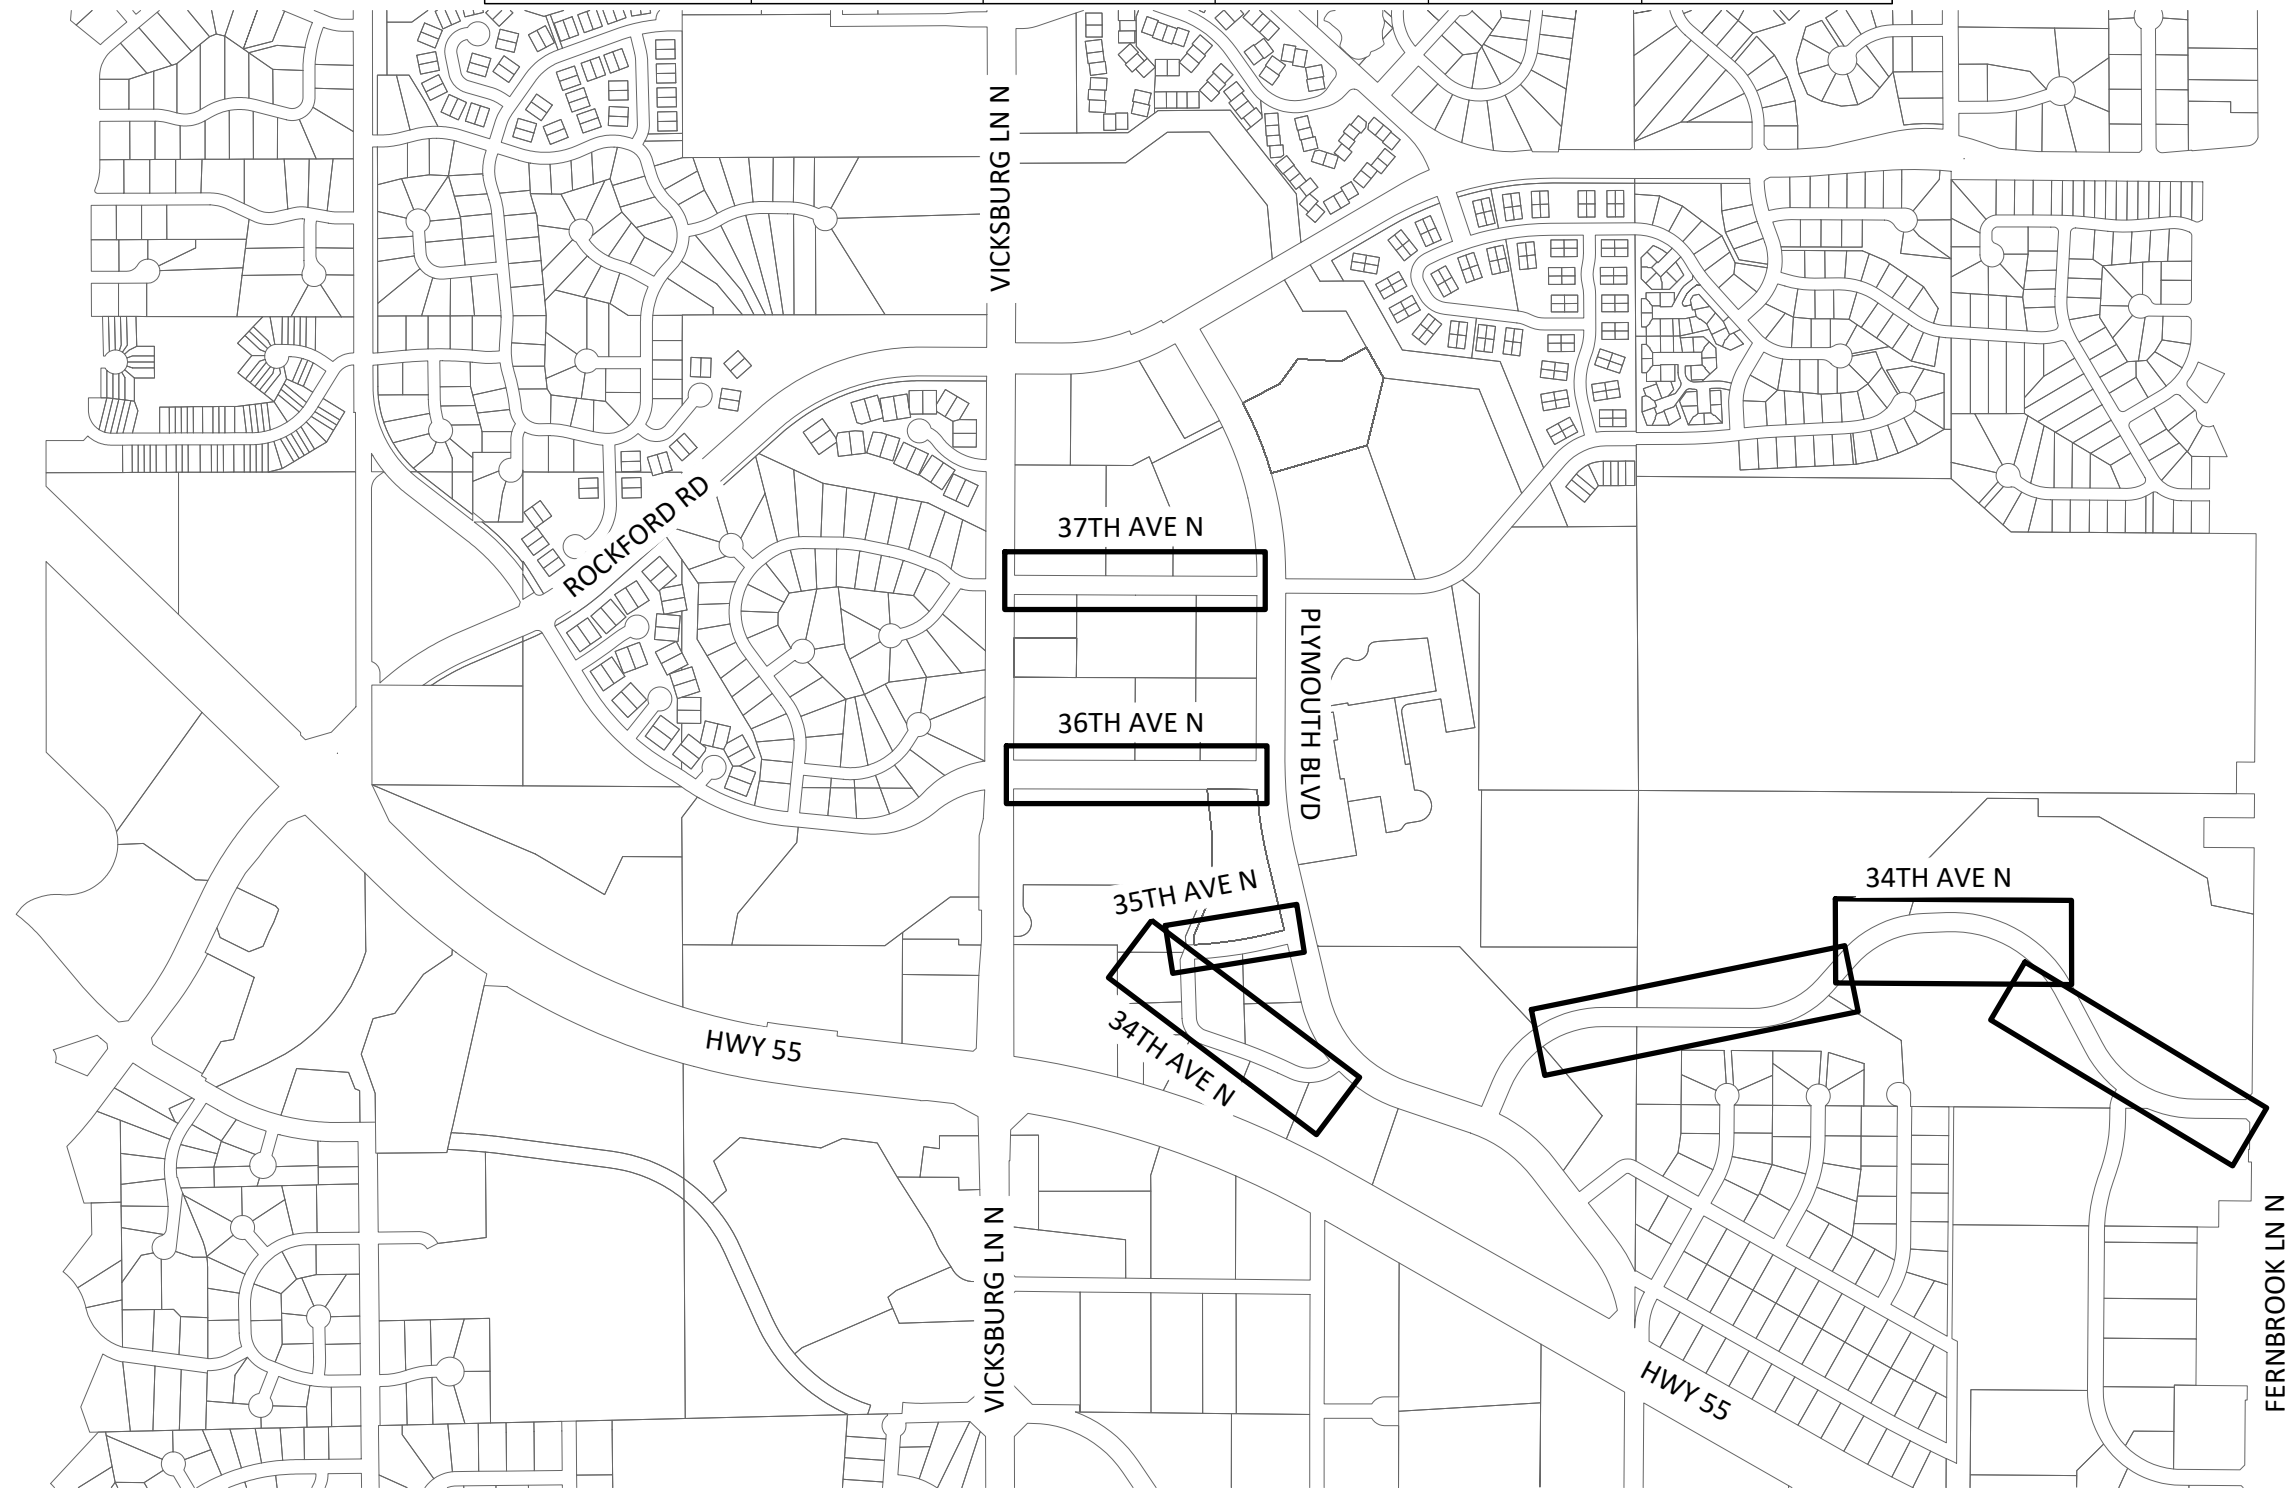 VICKSBURG LN N
ROCKFORD RD
37TH AVE N
PLYMOUTH BLVD
36TH AVE N
35TH AVE N
34TH AVE N
34TH AVE N
HWY 55
VICKSBURG LN N
FERNBROOK LN N
HWY 55